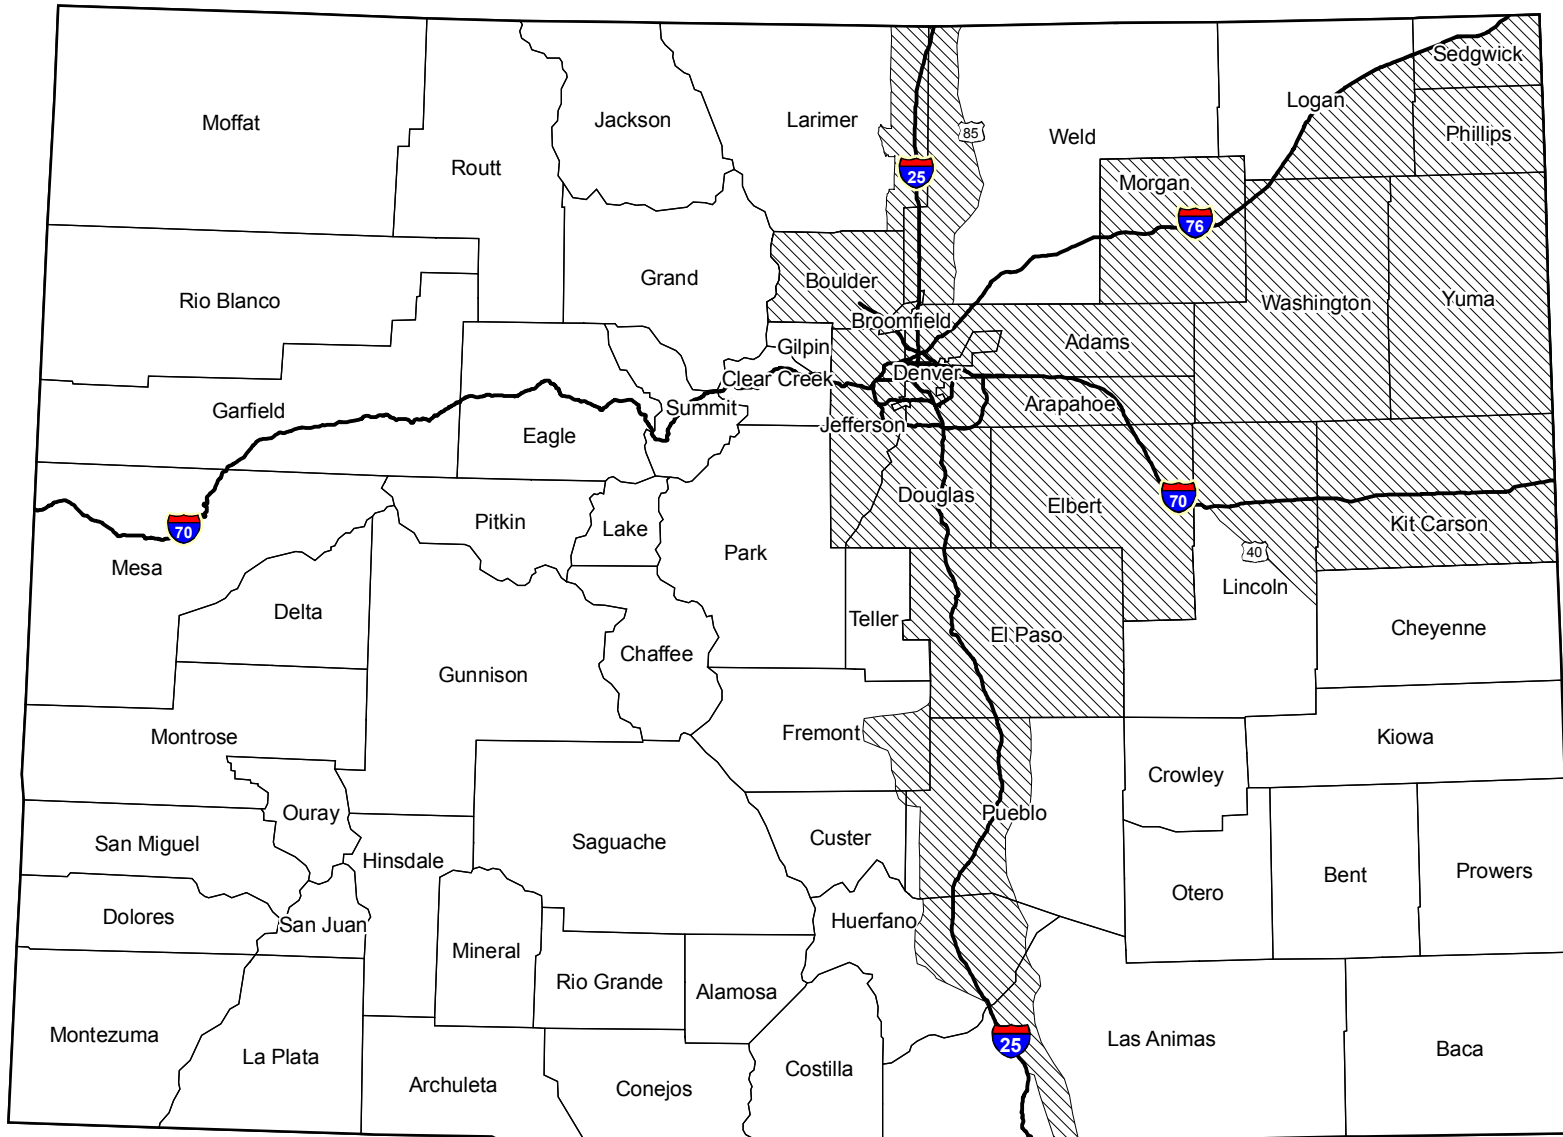 Sedgwick
Logan
Moffat
Jackson
Larimer
85
Weld
Phillips
Routt
25
Morgan
76
Grand
Boulder
Rio Blanco
Washington
Yuma
Broomfield
Gilpin
Adams
Clear Creek
Denver
Garfield
Summit
Arapahoe
Eagle
Jefferson
Douglas
70
Elbert
Pitkin
Lake
70
Kit Carson
Park
40
Mesa
Lincoln
Delta
Teller
El Paso
Cheyenne
Chaffee
Gunnison
Montrose
Fremont
Kiowa
Crowley
Ouray
Pueblo
San Miguel
Saguache
Custer
Hinsdale
Bent
Prowers
Otero
Dolores
San Juan
Huerfano
Mineral
Rio Grande
Alamosa
Montezuma
25
Las Animas
La Plata
Baca
Costilla
Archuleta
Conejos